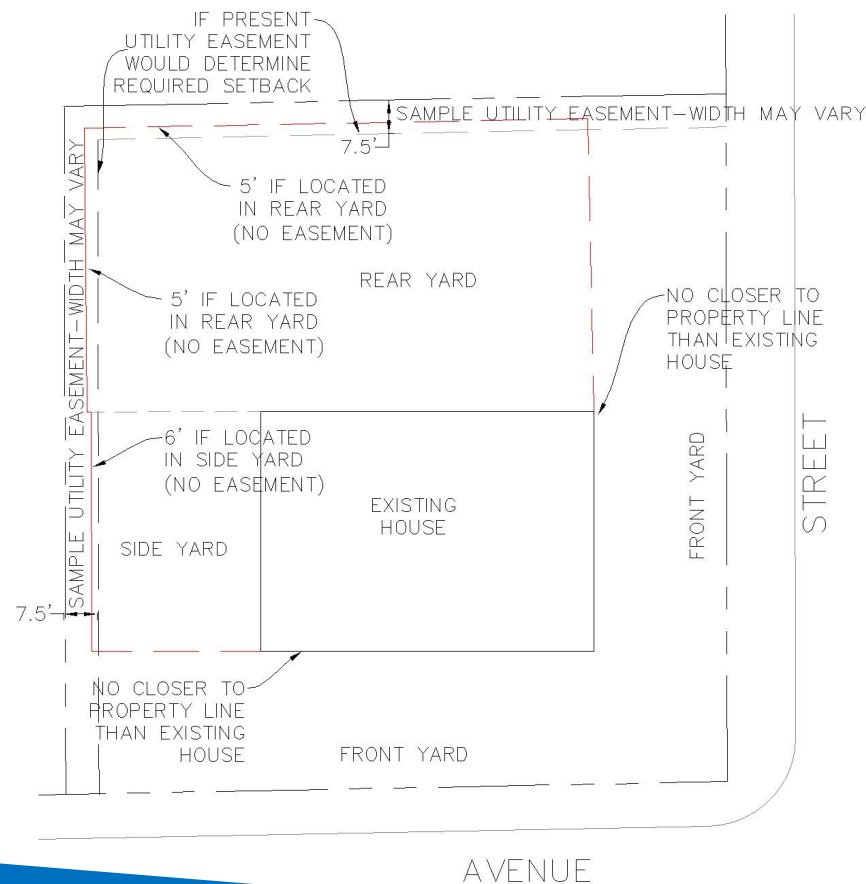 IF PRESENT
UTILITY EASEMENT
WOULD DETERMINE
REQUIRED SETBACK
SAMPLE UTILITY EASEMENT-WIDTH MAY VARY
7.5'
5' IF LOCATED
IN REAR YARD
(NO EASEMENT)
REAR YARD
5' IF LOCATED
IN REAR YARD
(NO EASEMENT)
NO CLOSER TO
PROPERTY LINE
THAN EXISTING
HOUSE
SAMPLE UTILITY EASEMENT-WIDTH MAY VARY
6' IF LOCATED
IN SIDE YARD
(NO EASEMENT)
EXISTING
HOUSE
SIDE YARD
FRONT YARD
STREET
7.5'
NO CLOSER TO
PROPERTY LINE
THAN EXISTING
HOUSE
FRONT YARD
AVENUE